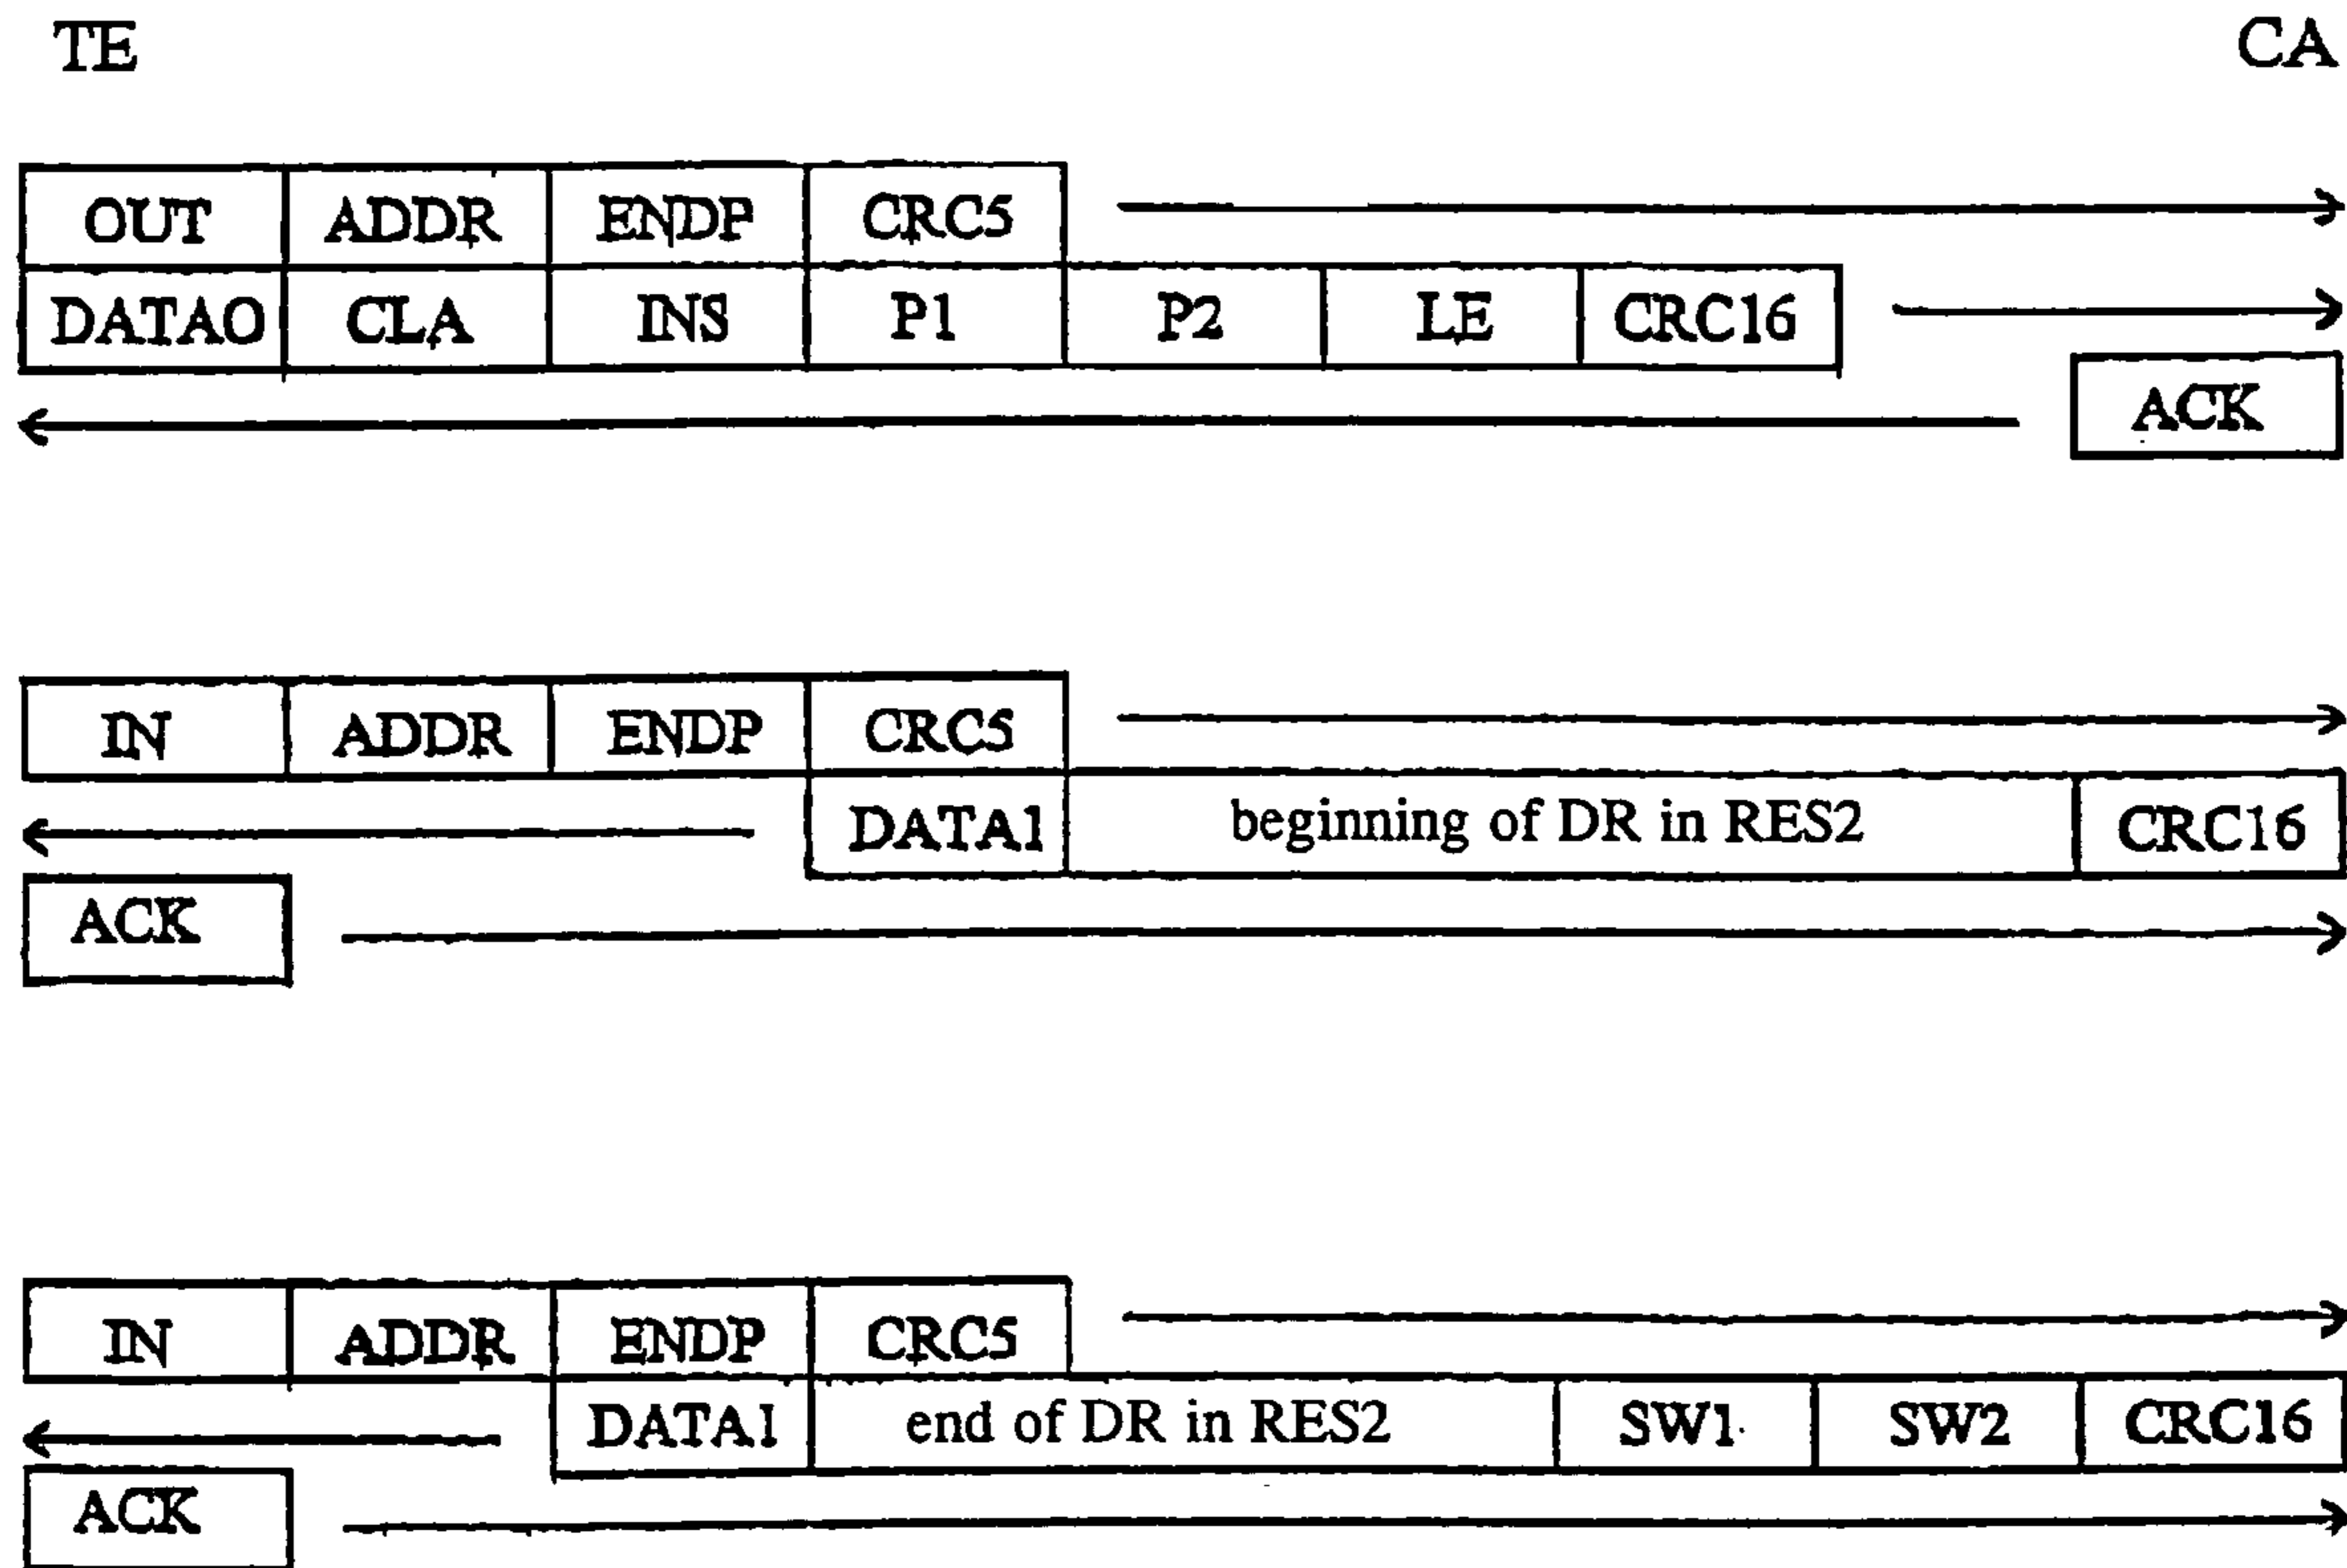 TE CA
OUT ADDR ENDP CRC5
DATAO CLA INS P1 P2 LE CRC16
ACK
IN ADDR ENDP CRC5
DATA1 beginning of DR in RES2 CRC16
ACK
IN ADDR ENDP CRC5
DATA1 end of DR in RES2 SW1 SW2 CRC16
ACK